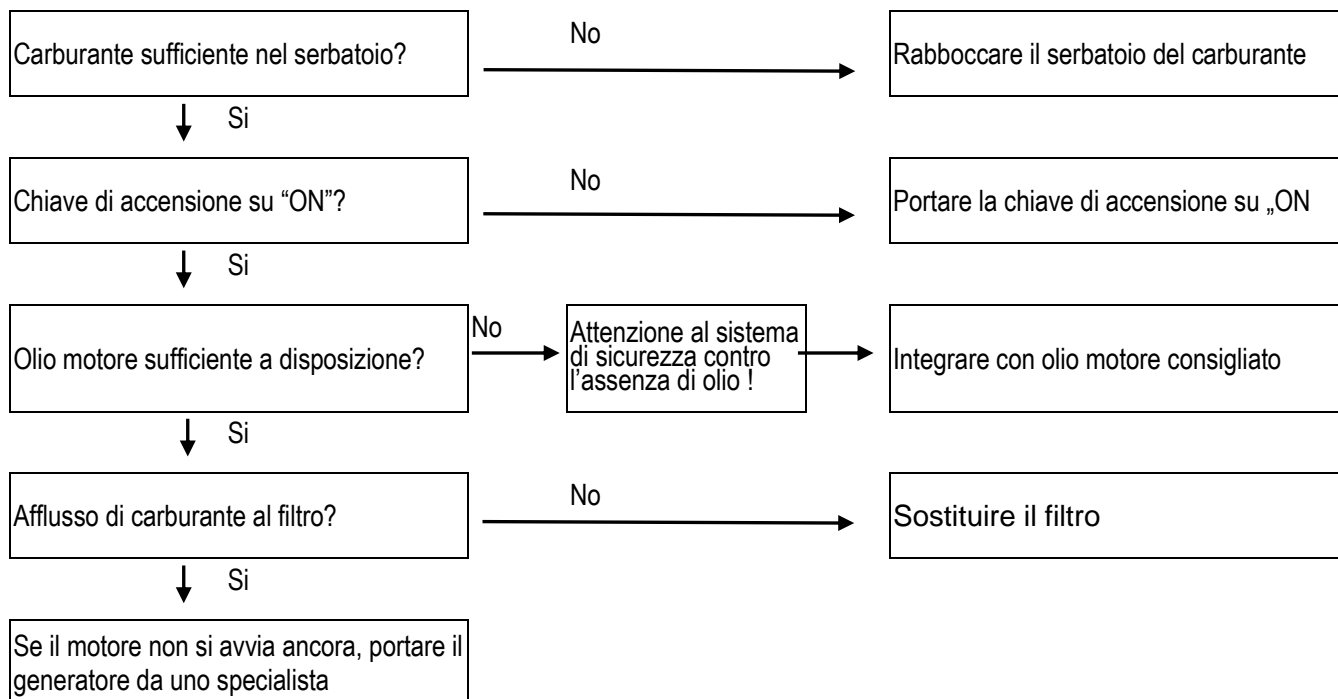 Carburante sufficiente nel serbatoio?
No
Rabboccare il serbatoio del carburante
Si
Chiave di accensione su “ON”?
No
Portare la chiave di accensione su „ON
Si
Olio motore sufficiente a disposizione?
No
Attenzione al sistema
di sicurezza contro
l’assenza di olio !
Integrare con olio motore consigliato
Si
Afflusso di carburante al filtro?
No
Sostituire il filtro
Si
Se il motore non si avvia ancora, portare il
generatore da uno specialista